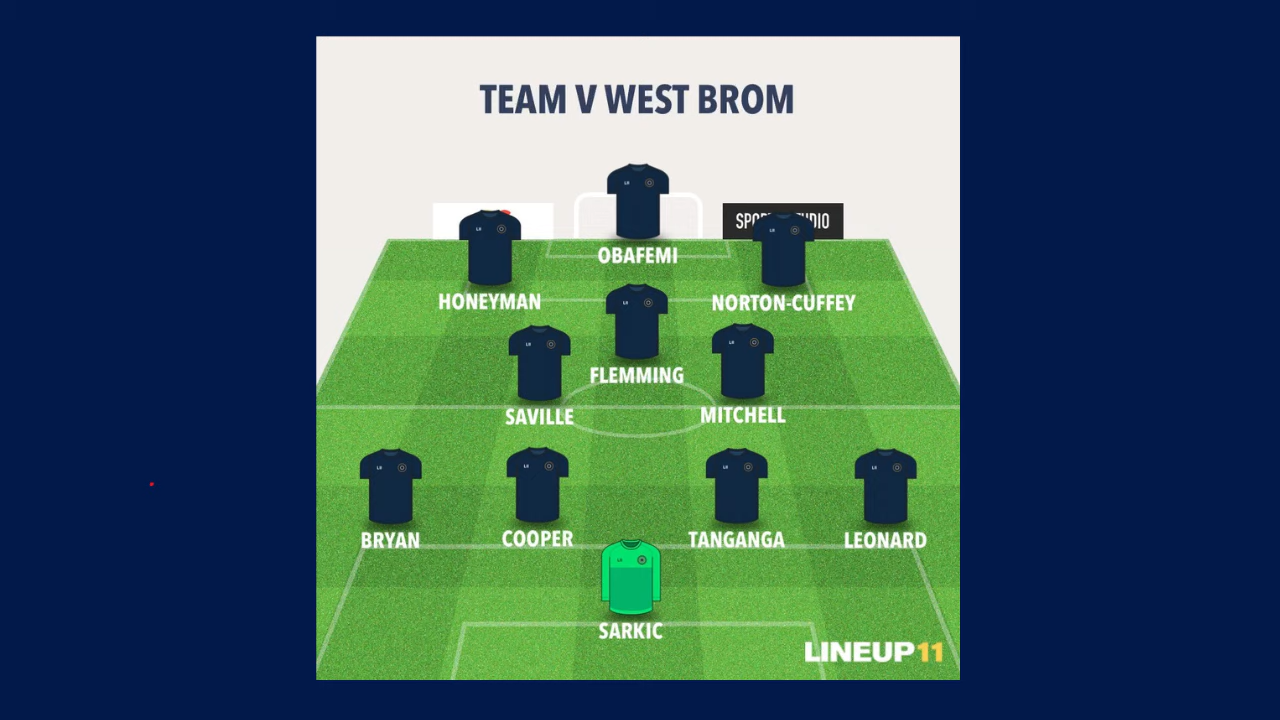 TEAM V WEST BROM
OBAFEMI
HONEYMAN
NORTON-CUFFEY
FLEMMING
SAVILLE
MITCHELL
BRYAN
COOPER
TANGANGA
LEONARD
SARKIC
LINEUP11